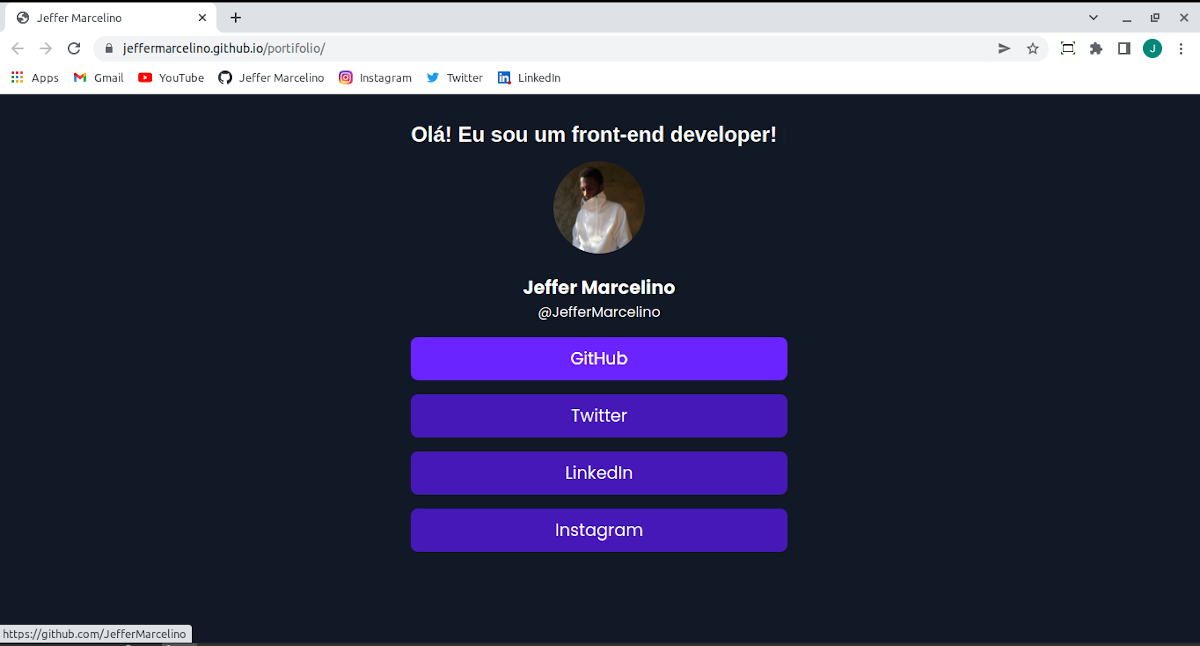 Jeffer Marcelino
jeffermarcelino.github.io/portifolio/
J
Apps Gmail YouTube Jeffer Marcelino Instagram Twitter LinkedIn
Olá! Eu sou um front-end developer!
Jeffer Marcelino
@JefferMarcelino
GitHub
Twitter
LinkedIn
Instagram
https://github.com/JefferMarcelino